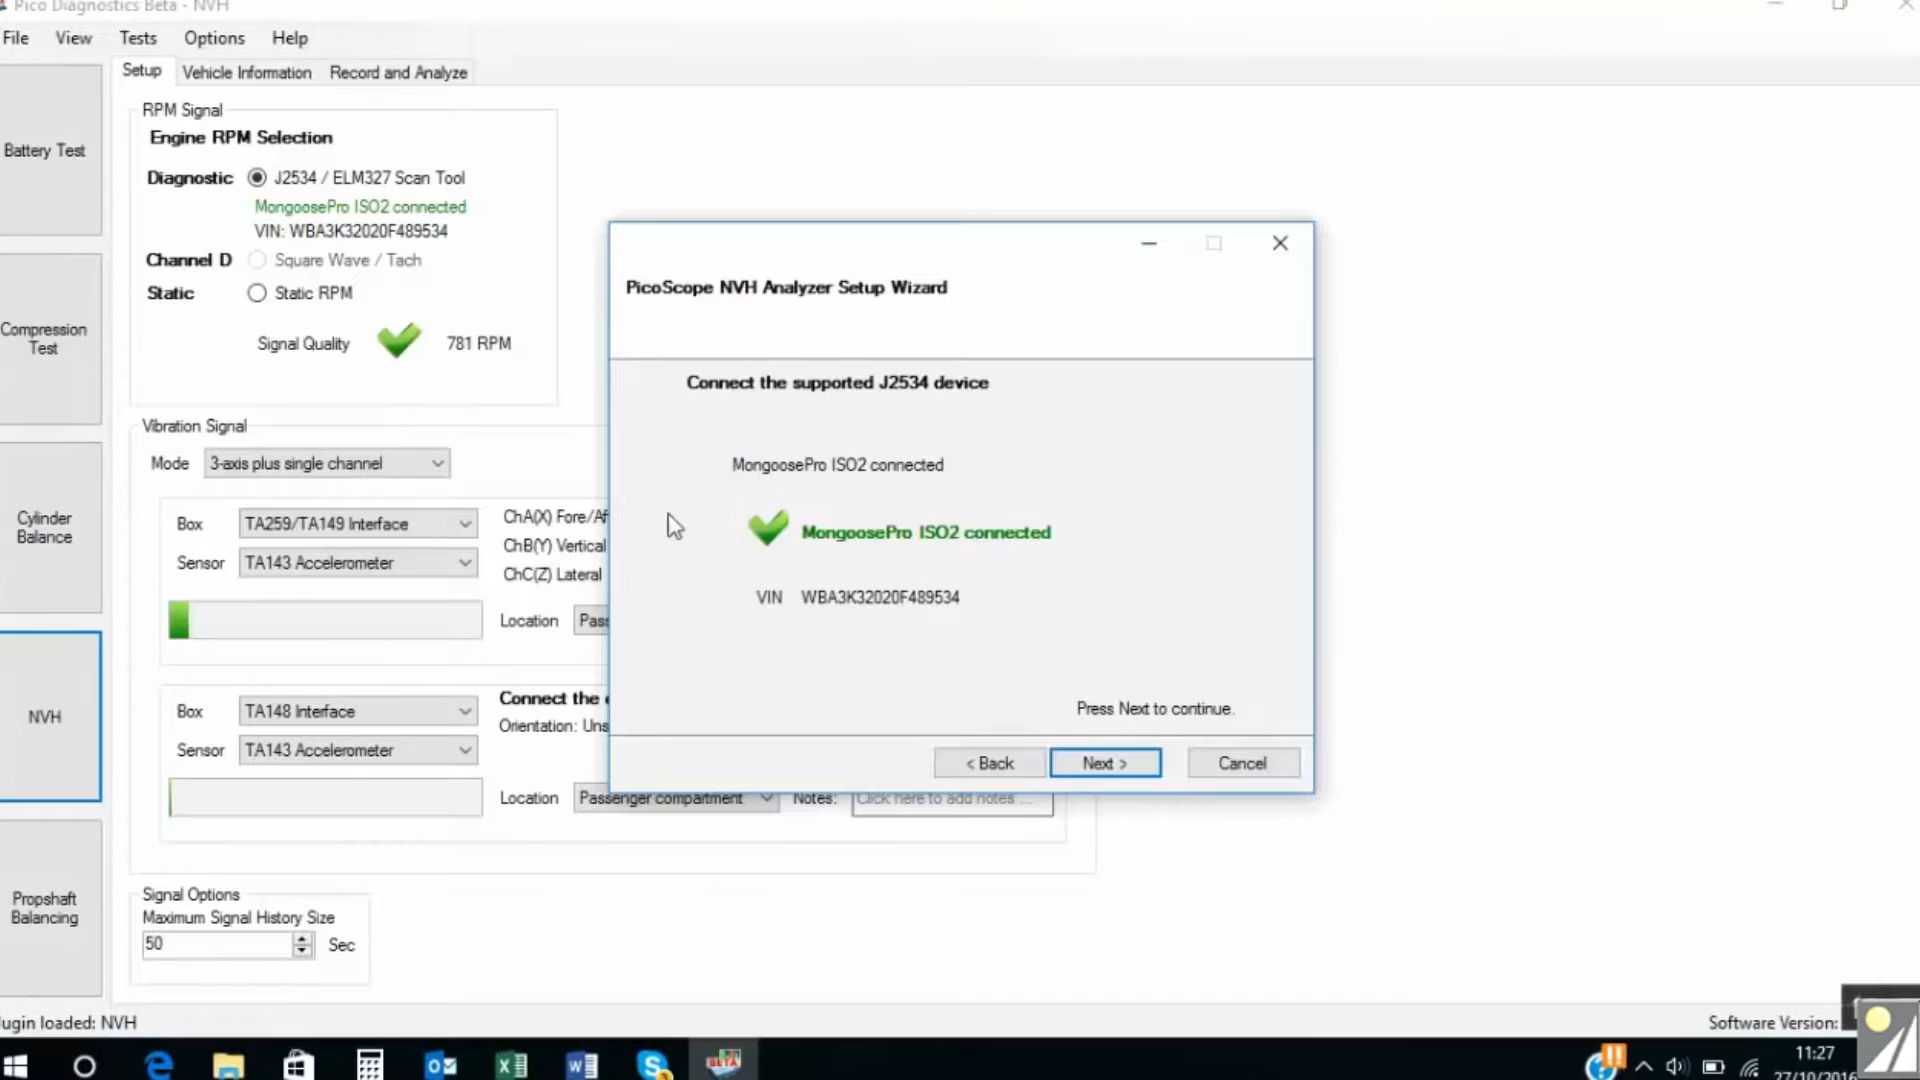 Pico Diagnostics Beta - NVH
File View Tests Options Help
Setup Vehicle Information Record and Analyze
Battery Test
Compression
Test
Cylinder
Balance
NVH
Propshaft
Balancing
RPM Signal
Engine RPM Selection
Diagnostic J2534 / ELM327 Scan Tool
MongoosePro ISO2 connected
VIN: WBA3K32020F489534
Channel D Square Wave / Tach
Static Static RPM
Signal Quality 781 RPM
Vibration Signal
Mode 3-axis plus single channel
Box TA259/TA149 Interface
Sensor TA143 Accelerometer
ChA(X) Fore/Af
ChB(Y) Vertical
ChC(Z) Lateral
Location Pass
Box TA148 Interface
Sensor TA143 Accelerometer
Connect the
Orientation: Uns
Location Passenger compartment Notes: Click here to add notes ...
Signal Options
Maximum Signal History Size
50 Sec
PicoScope NVH Analyzer Setup Wizard
Connect the supported J2534 device
MongoosePro ISO2 connected
MongoosePro ISO2 connected
VIN WBA3K32020F489534
Press Next to continue.
< Back Next > Cancel
lugin loaded: NVH
Software Version:
BETA
11:27
27/10/2016